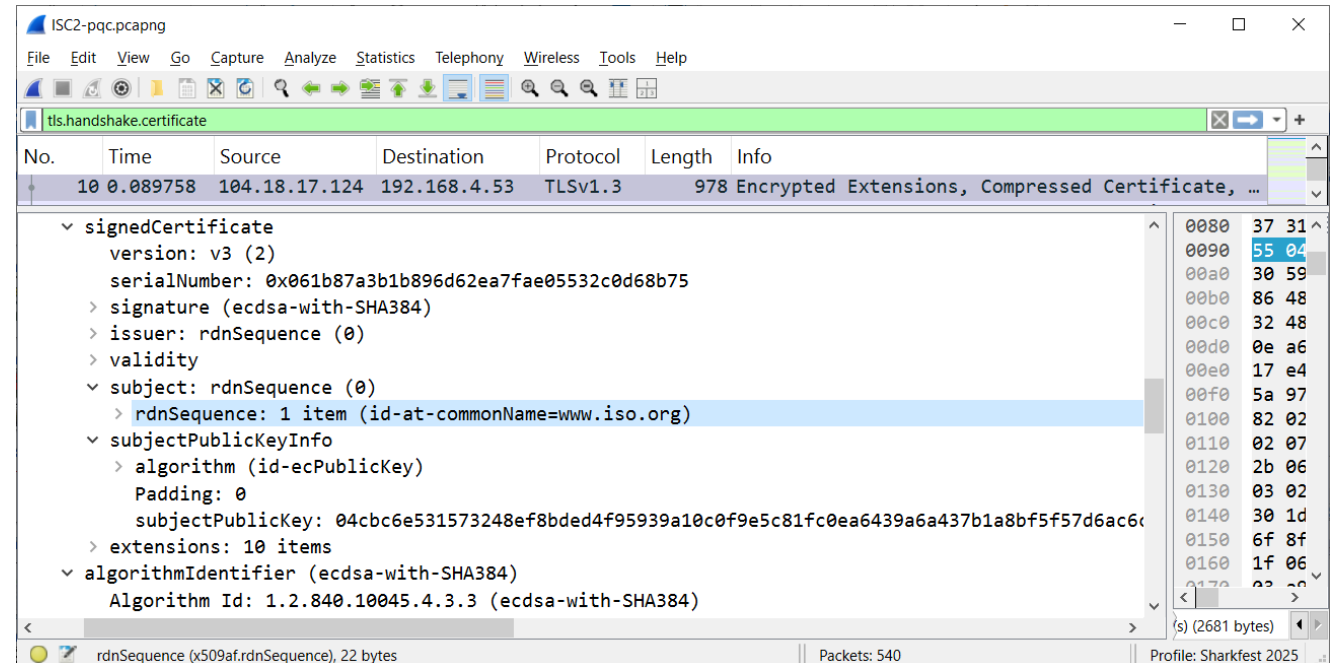 ISC2-pqc.pcapng
File Edit View Go Capture Analyze Statistics Telephony Wireless Tools Help
tls.handshake.certificate
No. Time Source Destination Protocol Length Info
10 0.089758 104.18.17.124 192.168.4.53 TLSv1.3 978 Encrypted Extensions, Compressed Certificate, …
signedCertificate
version: v3 (2)
serialNumber: 0x061b87a3b1b896d62ea7fae05532c0d68b75
signature (ecdsa-with-SHA384)
issuer: rdnSequence (0)
validity
subject: rdnSequence (0)
rdnSequence: 1 item (id-at-commonName=www.iso.org)
subjectPublicKeyInfo
algorithm (id-ecPublicKey)
Padding: 0
subjectPublicKey: 04cbc6e531573248ef8bded4f95939a10c0f9e5c81fc0ea6439a6a437b1a8bf5f57d6ac6
extensions: 10 items
algorithmIdentifier (ecdsa-with-SHA384)
Algorithm Id: 1.2.840.10045.4.3.3 (ecdsa-with-SHA384)
0080 37 31
0090 55 04
00a0 30 59
00b0 86 48
00c0 32 48
00d0 0e a6
00e0 17 e4
00f0 5a 97
0100 82 02
0110 02 07
0120 2b 06
0130 03 02
0140 30 1d
0150 6f 8f
0160 1f 06
(s) (2681 bytes)
rdnSequence (x509af.rdnSequence), 22 bytes
Packets: 540
Profile: Sharkfest 2025